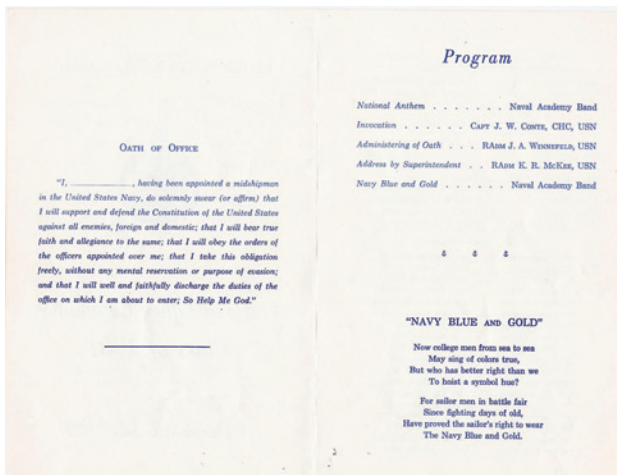 OATH OF OFFICE
"I, ____________, having been appointed a midshipman
in the United States Navy, do solemnly swear (or affirm) that
I will support and defend the Constitution of the United States
against all enemies, foreign and domestic; that I will bear true
faith and allegiance to the same; that I will obey the orders of
the officers appointed over me; that I take this obligation
freely, without any mental reservation or purpose of evasion;
and that I will well and faithfully discharge the duties of the
office on which I am about to enter; So Help Me God."
Program
National Anthem . . . . . . . Naval Academy Band
Invocation . . . . . . CAPT J. W. CONTE, CHC, USN
Administering of Oath . . . RADM J. A. WINNEFELD, USN
Address by Superintendent . . RADM K. R. MCKEE, USN
Navy Blue and Gold . . . . . . Naval Academy Band
"NAVY BLUE AND GOLD"
Now college men from sea to sea
May sing of colors true,
But who has better right than we
To hoist a symbol hue?
For sailor men in battle fair
Since fighting days of old,
Have proved the sailor's right to wear
The Navy Blue and Gold.